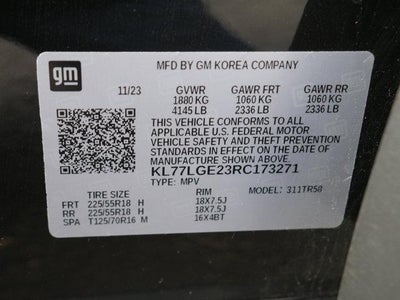 gm
MFD BY GM KOREA COMPANY
11/23 GVWR GAWR FRT GAWR RR
1880 KG 1060 KG 1060 KG
4145 LB 2336 LB 2336 LB
THIS VEHICLE CONFORMS TO ALL
APPLICABLE U.S. FEDERAL MOTOR
VEHICLE SAFETY AND THEFT PREVENTION
STANDARDS IN EFFECT ON THE DATE OF
MANUFACTURE SHOWN ABOVE.
KL77LGE23RC173271
TYPE: MPV MODEL: 311TR58
TIRE SIZE RIM
FRT 225/55R18 H 18X7.5J
RR 225/55R18 H 18X7.5J
SPA T125/70R16 M 16X4BT